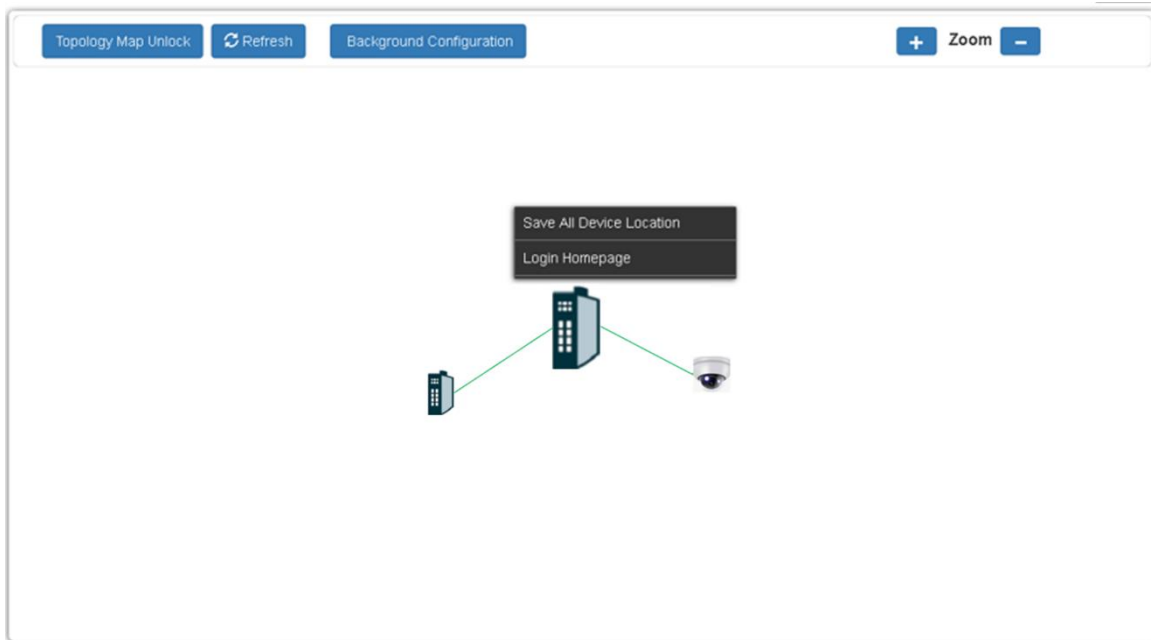 Topology Map Unlock
Refresh
Background Configuration
+ Zoom −
Save All Device Location
Login Homepage